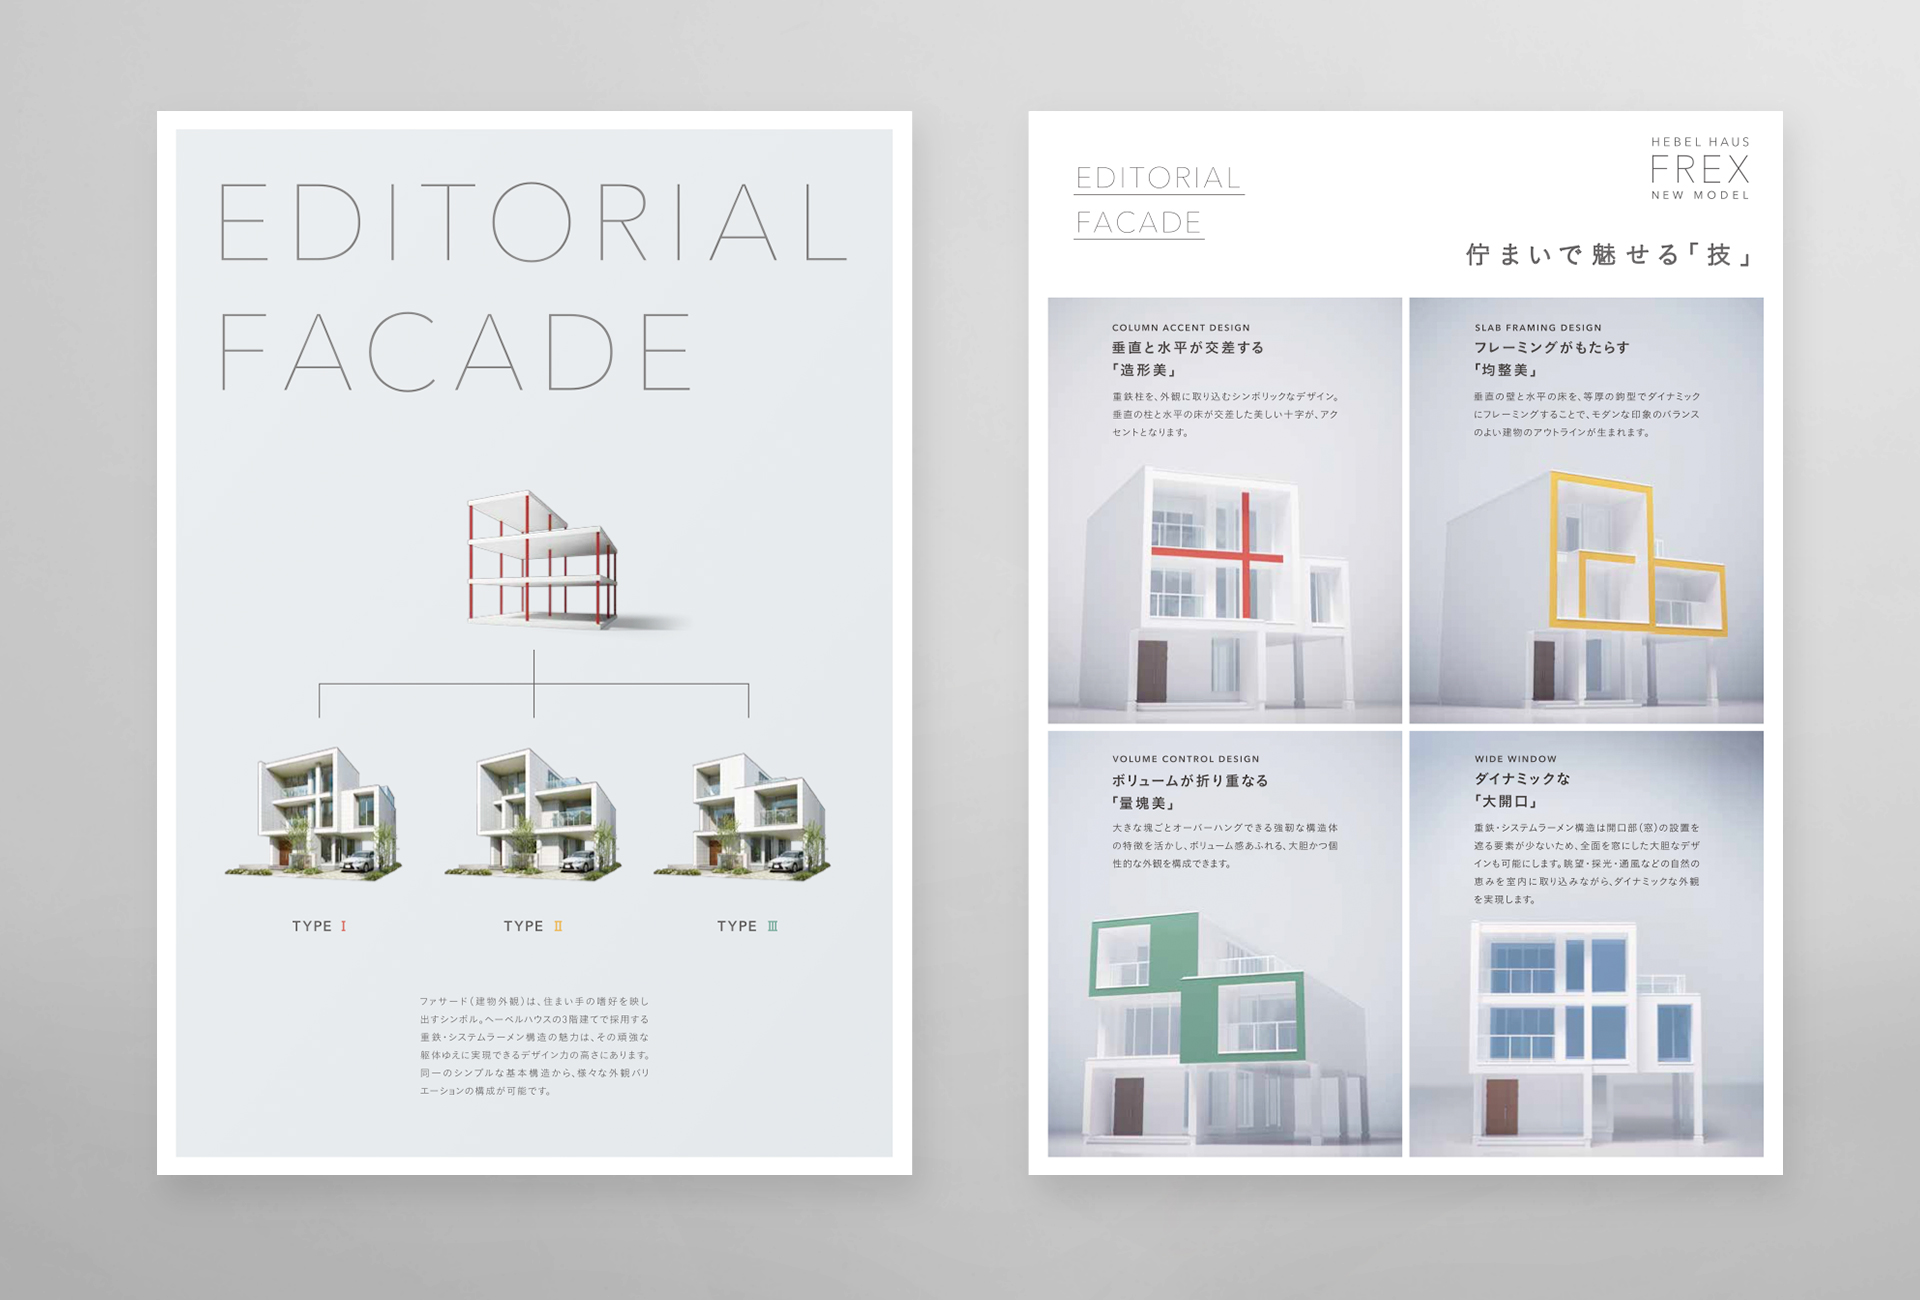 EDITORIAL
FACADE
TYPE Ⅰ
TYPE Ⅱ
TYPE Ⅲ
ファサード(建物外観)は、住まい手の嗜好を映し
出すシンボル。ヘーベルハウスの3階建てで採用する
重鉄・システムラーメン構造の魅力は、その頑強な
躯体ゆえに実現できるデザイン力の高さにあります。
同一のシンプルな基本構造から、様々な外観バリ
エーションの構成が可能です。
EDITORIAL
FACADE
HEBEL HAUS
FREX
NEW MODEL
佇まいで魅せる「技」
COLUMN ACCENT DESIGN
垂直と水平が交差する
「造形美」
重鉄柱を、外観に取り込むシンボリックなデザイン。
垂直の柱と水平の床が交差した美しい十字が、アク
セントとなります。
SLAB FRAMING DESIGN
フレーミングがもたらす
「均整美」
垂直の壁と水平の床を、等厚の鉤型でダイナミック
にフレーミングすることで、モダンな印象のバランス
のよい建物のアウトラインが生まれます。
VOLUME CONTROL DESIGN
ボリュームが折り重なる
「量塊美」
大きな塊ごとオーバーハングできる強靭な構造体
の特徴を活かし、ボリューム感あふれる、大胆かつ個
性的な外観を構成できます。
WIDE WINDOW
ダイナミックな
「大開口」
重鉄・システムラーメン構造は開口部(窓)の設置を
遮る要素が少ないため、全面を窓にした大胆なデザ
インも可能にします。眺望・採光・通風などの自然の
恵みを室内に取り込みながら、ダイナミックな外観
を実現します。